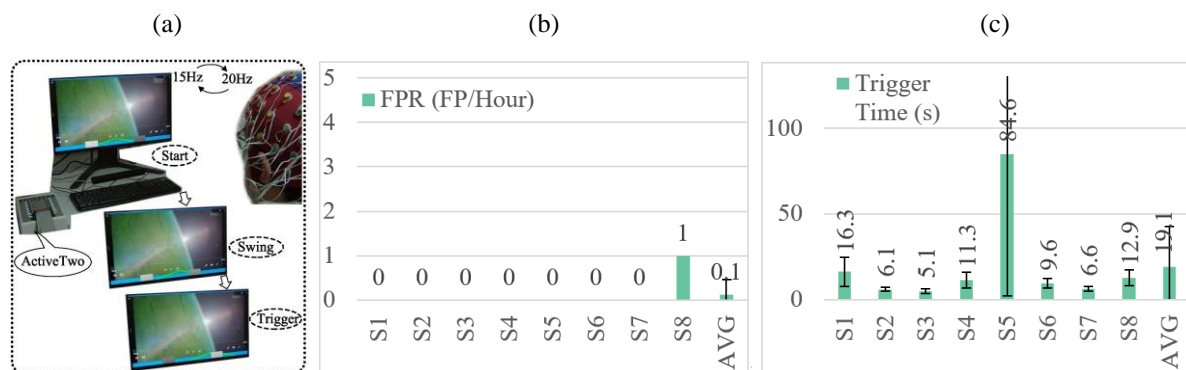 (a)
15Hz 20Hz
Start
ActiveTwo
Swing
Trigger
(b)
5
4
3
2
1
0
FPR (FP/Hour)
0 0 0 0 0 0 0 1 0.1
S1 S2 S3 S4 S5 S6 S7 S8 AVG
(c)
100
50
0
Trigger
Time (s)
16.3 6.1 5.1 11.3 84.6 9.6 6.6 12.9 19.1
S1 S2 S3 S4 S5 S6 S7 S8 AVG